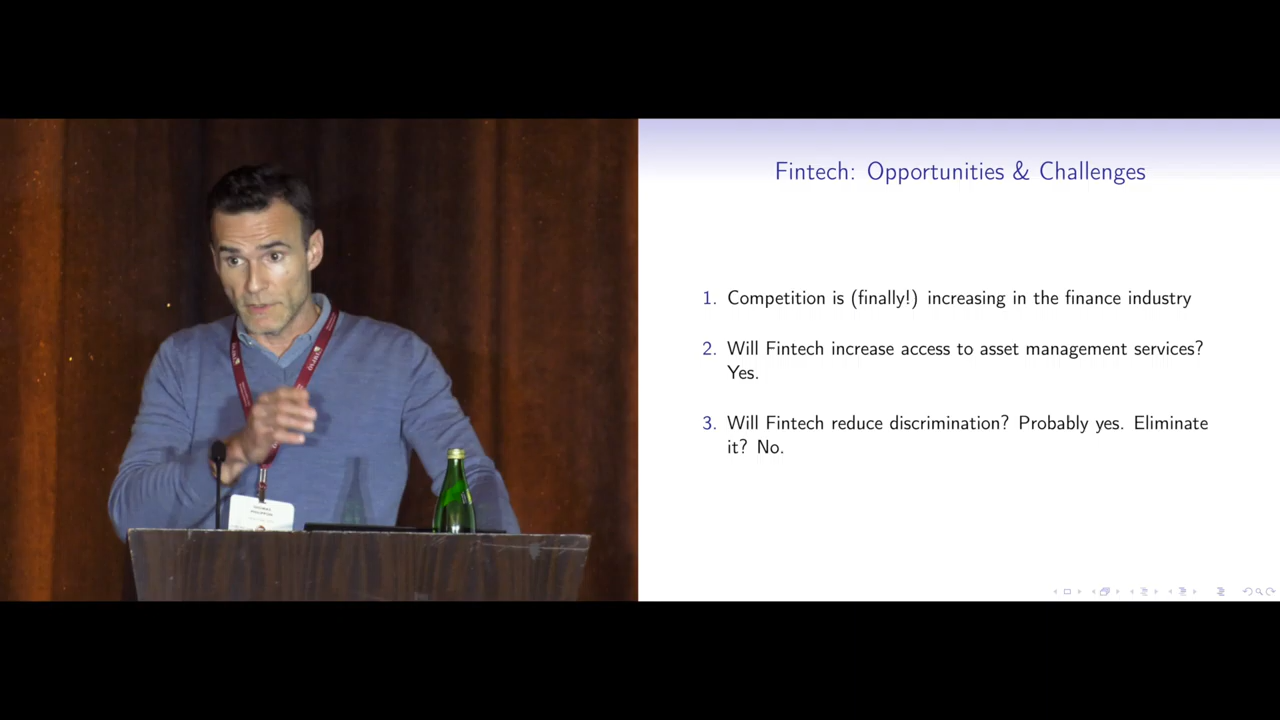 Fintech: Opportunities & Challenges
1. Competition is (finally!) increasing in the finance industry
2. Will Fintech increase access to asset management services?
Yes.
3. Will Fintech reduce discrimination? Probably yes. Eliminate
it? No.